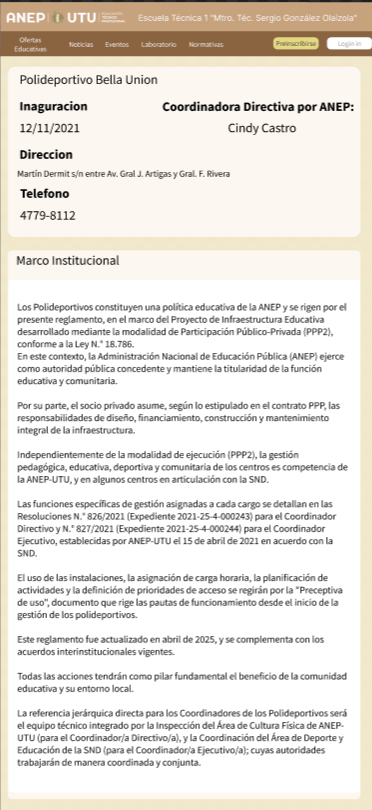 ANEP UTU Escuela Técnica 1 "Mtro. Téc. Sergio González Olaizola"
Ofertas Educativas Noticias Eventos Laboratorio Normativas Preinscribirse Login in
Polideportivo Bella Union
Inaguracion
12/11/2021
Coordinadora Directiva por ANEP:
Cindy Castro
Direccion
Martín Dermit s/n entre Av. Gral J. Artigas y Gral. F. Rivera
Telefono
4779-8112
Marco Institucional
Los Polideportivos constituyen una política educativa de la ANEP y se rigen por el
presente reglamento, en el marco del Proyecto de Infraestructura Educativa
desarrollado mediante la modalidad de Participación Público-Privada (PPP2),
conforme a la Ley N.° 18.786.
En este contexto, la Administración Nacional de Educación Pública (ANEP) ejerce
como autoridad pública concedente y mantiene la titularidad de la función
educativa y comunitaria.
Por su parte, el socio privado asume, según lo estipulado en el contrato PPP, las
responsabilidades de diseño, financiamiento, construcción y mantenimiento
integral de la infraestructura.
Independientemente de la modalidad de ejecución (PPP2), la gestión
pedagógica, educativa, deportiva y comunitaria de los centros es competencia de
la ANEP-UTU, y en algunos centros en articulación con la SND.
Las funciones específicas de gestión asignadas a cada cargo se detallan en las
Resoluciones N.° 826/2021 (Expediente 2021-25-4-000243) para el Coordinador
Directivo y N.° 827/2021 (Expediente 2021-25-4-000244) para el Coordinador
Ejecutivo, establecidas por ANEP-UTU el 15 de abril de 2021 en acuerdo con la
SND.
El uso de las instalaciones, la asignación de carga horaria, la planificación de
actividades y la definición de prioridades de acceso se regirán por la "Preceptiva
de uso", documento que rige las pautas de funcionamiento desde el inicio de la
gestión de los polideportivos.
Este reglamento fue actualizado en abril de 2025, y se complementa con los
acuerdos interinstitucionales vigentes.
Todas las acciones tendrán como pilar fundamental el beneficio de la comunidad
educativa y su entorno local.
La referencia jerárquica directa para los Coordinadores de los Polideportivos será
el equipo técnico integrado por la Inspección del Área de Cultura Física de ANEP-
UTU (para el Coordinador/a Directivo/a), y la Coordinación del Área de Deporte y
Educación de la SND (para el Coordinador/a Ejecutivo/a); cuyas autoridades
trabajarán de manera coordinada y conjunta.